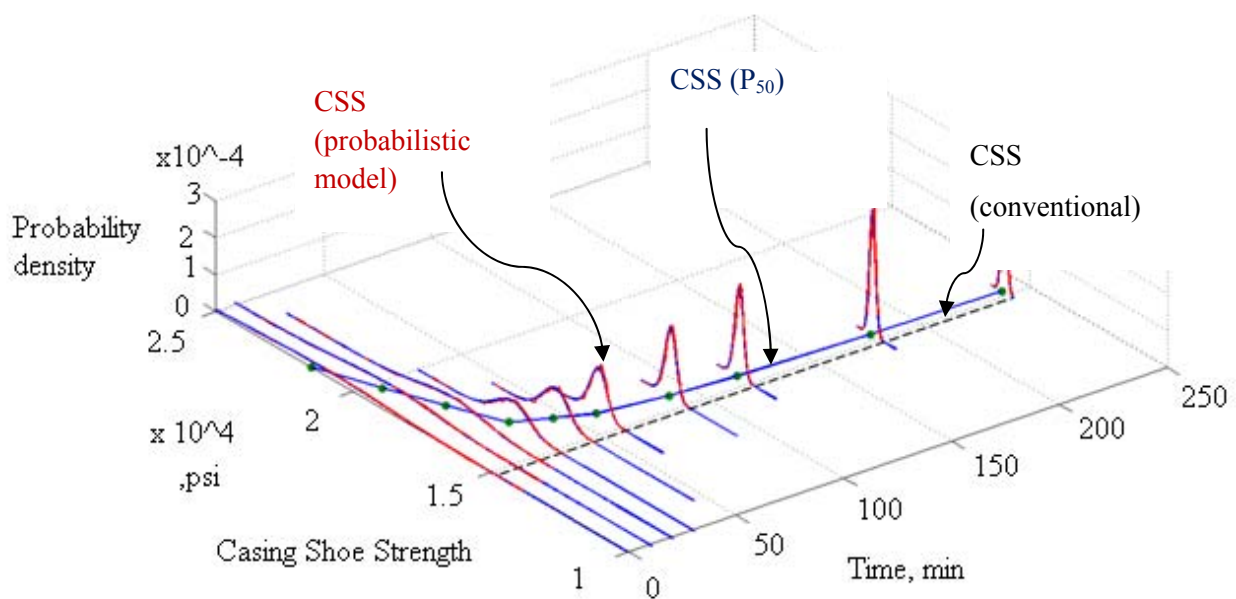 CSS (P50)
CSS
(probabilistic
model)
CSS
(conventional)
x10^-4
3
2
1
0
Probability
density
2.5
2
1.5
1
x 10^4
,psi
Casing Shoe Strength
0
50
100
150
200
250
Time, min